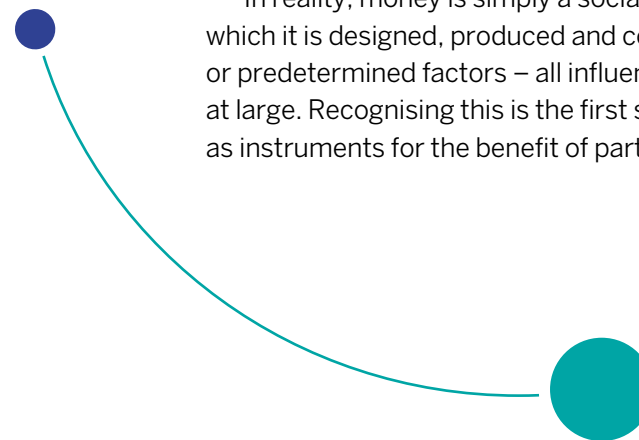 In reality, money is simply a social
which it is designed, produced and
or predetermined factors – all
at large. Recognising this is the first
as instruments for the benefit of